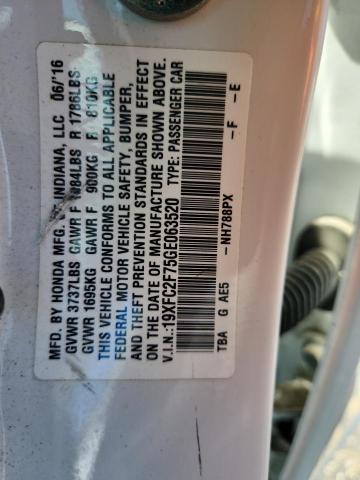 MFD. BY HONDA MFG. OF INDIANA, LLC 06/16
GVWR 3737LBS GAWR F 1984LBS R 1786LBS
GVWR 1695KG GAWR F 900KG R 810KG
THIS VEHICLE CONFORMS TO ALL APPLICABLE
FEDERAL MOTOR VEHICLE SAFETY, BUMPER,
AND THEFT PREVENTION STANDARDS IN EFFECT
ON THE DATE OF MANUFACTURE SHOWN ABOVE.
V.I.N.:19XFC2F75GE063520 TYPE: PASSENGER CAR
TBA G AE5 - NH788PX - F - E